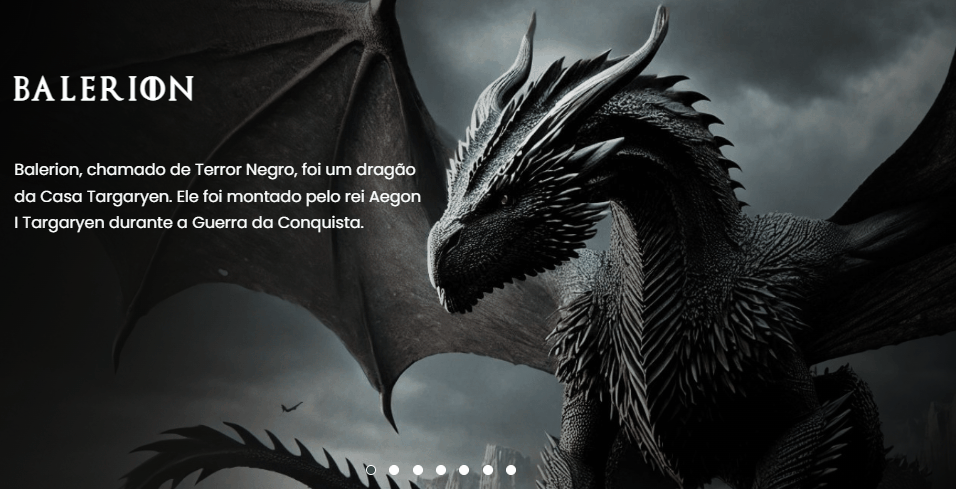 BALERION
Balerion, chamado de Terror Negro, foi um dragão
da Casa Targaryen. Ele foi montado pelo rei Aegon
I Targaryen durante a Guerra da Conquista.